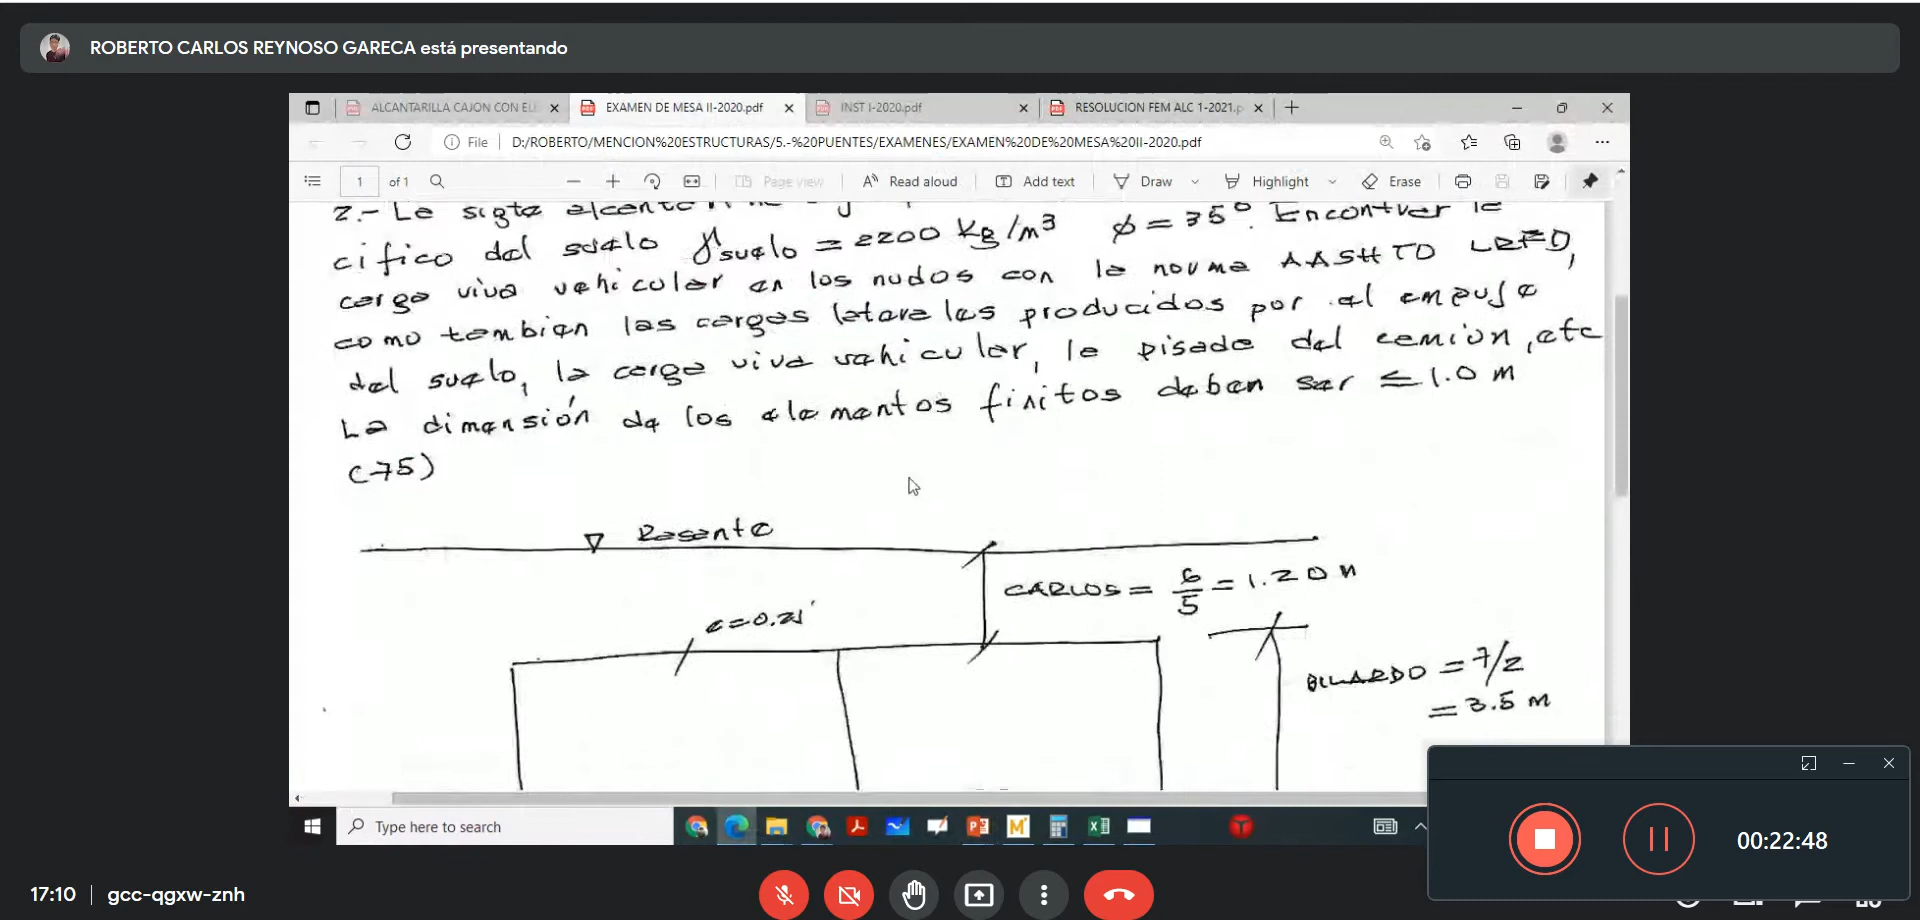 ROBERTO CARLOS REYNOSO GARECA está presentando
ALCANTARILLA CAJON CON ELE
EXAMEN DE MESA II-2020.pdf
INST I-2020.pdf
RESOLUCION FEM ALC 1-2021.p
File
D:/ROBERTO/MENCION%20ESTRUCTURAS/5.-%20PUENTES/EXAMENES/EXAMEN%20DE%20MESA%20II-2020.pdf
1 of 1
Page view
Read aloud
Add text
Draw
Highlight
Erase
2.- La sigte
φ = 35°. Encontrar la
cifico del suelo γsuelo = 2200 Kg/m³
carga viva vehicular en los nudos con la norma AASHTO LRFD,
como tambien las cargas laterales producidos por el empuje
del suelo, la carga viva vehicular, la pisada del camion, etc
La dimensión de los elementos finitos deben ser ≤ 1.0 m
(75)
Rasante
CARLOS = 6/5 = 1.20 m
e=0.21
= 7/2
= 3.5 m
Type here to search
00:22:48
17:10 | gcc-qgxw-znh